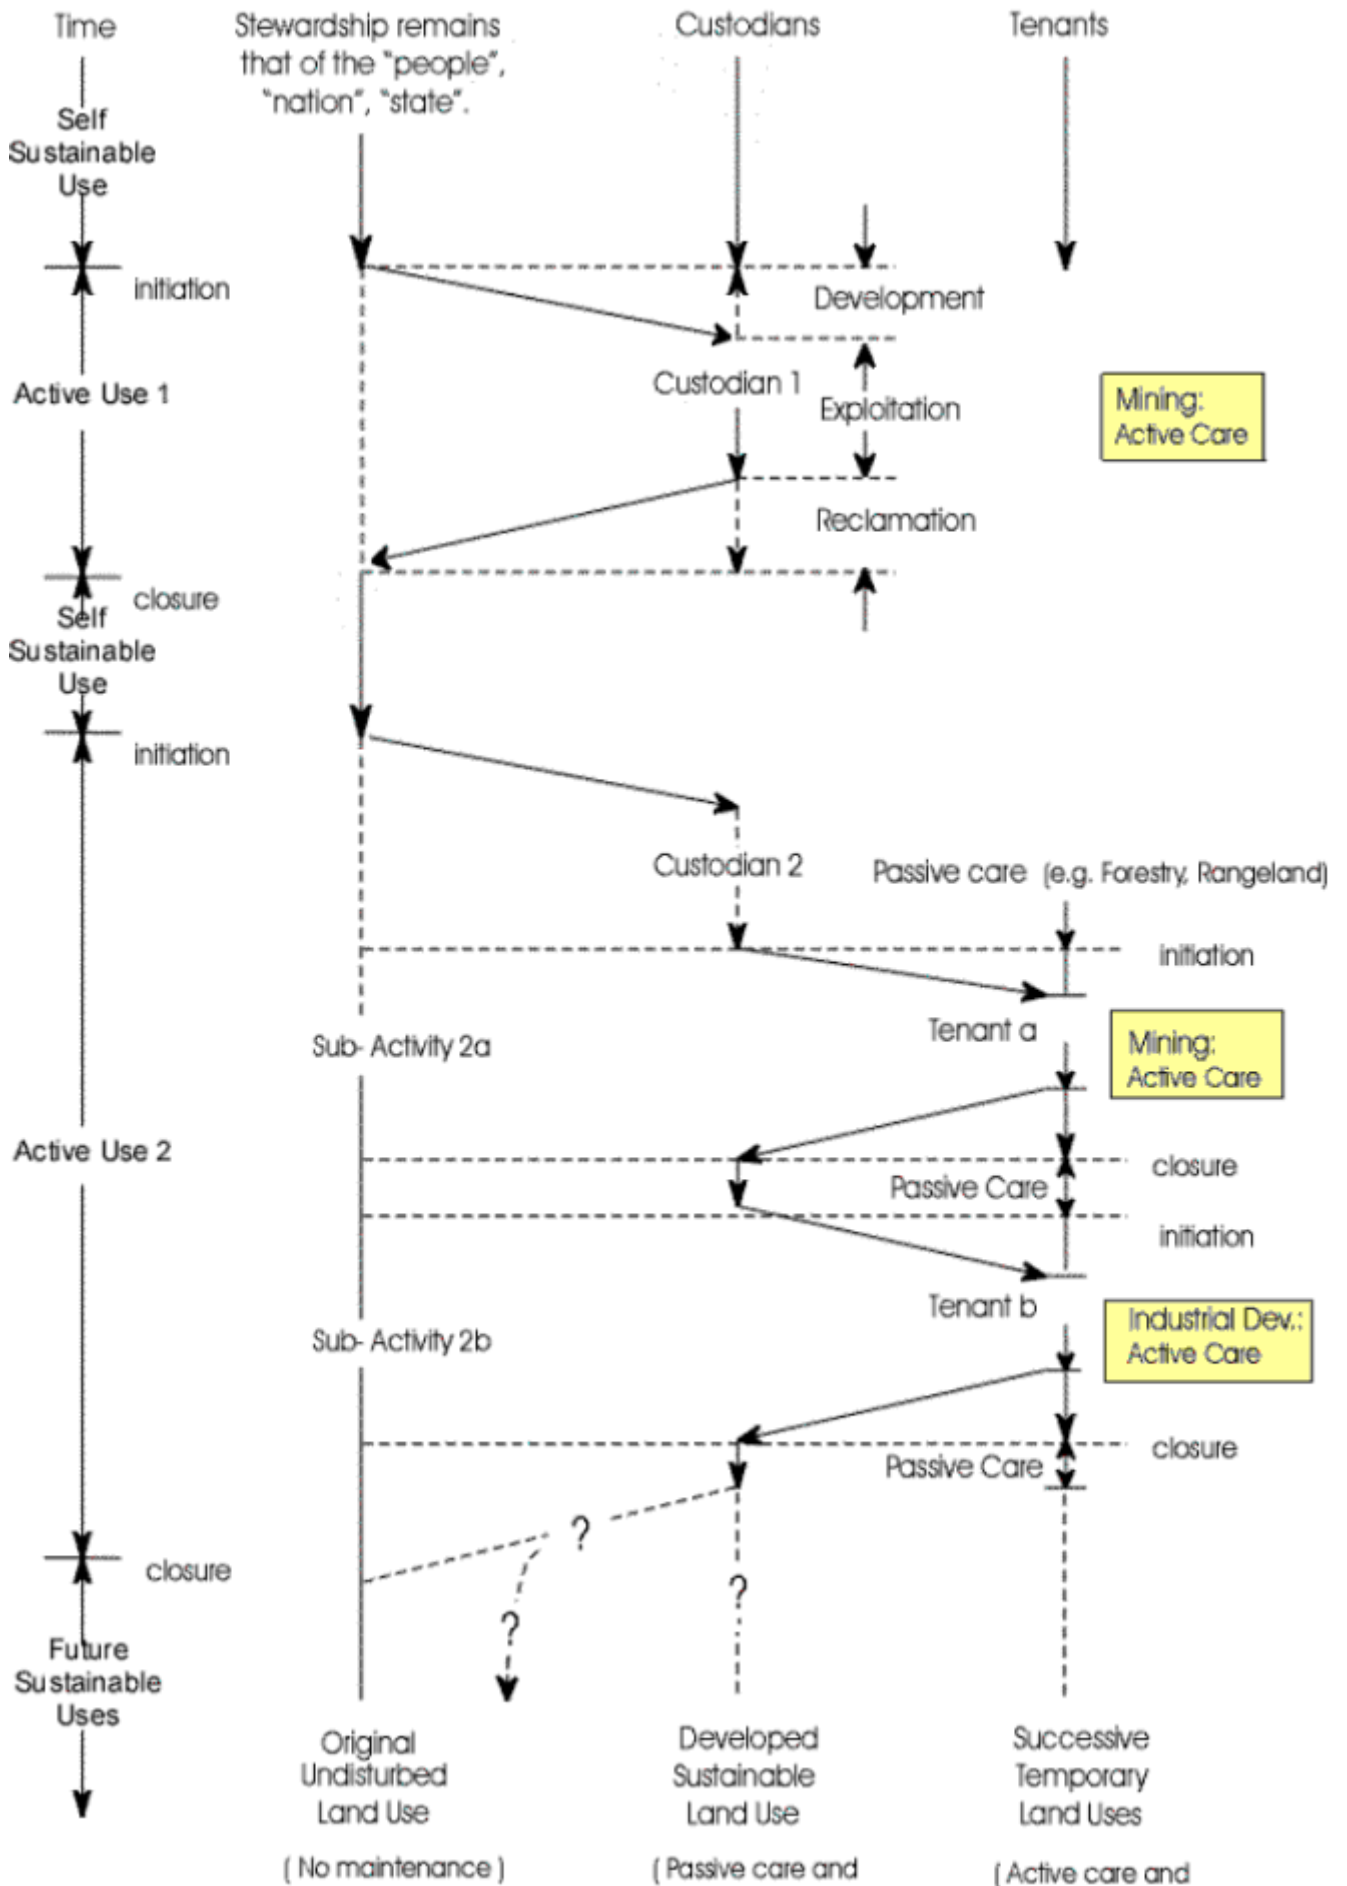 Time
Stewardship remains
that of the "people",
"nation", "state".
Custodians
Tenants
Self
Sustainable
Use
initiation
Development
Active Use 1
Custodian 1
Exploitation
Mining:
Active Care
Reclamation
closure
Self
Sustainable
Use
initiation
Custodian 2
Passive care (e.g. Forestry, Rangeland)
initiation
Tenant a
Sub- Activity 2a
Mining:
Active Care
Active Use 2
closure
Passive Care
initiation
Tenant b
Sub- Activity 2b
Industrial Dev.:
Active Care
closure
Passive Care
?
closure
?
?
Future
Sustainable
Uses
Original
Undisturbed
Land Use
( No maintenance )
Developed
Sustainable
Land Use
( Passive care and
Successive
Temporary
Land Uses
( Active care and